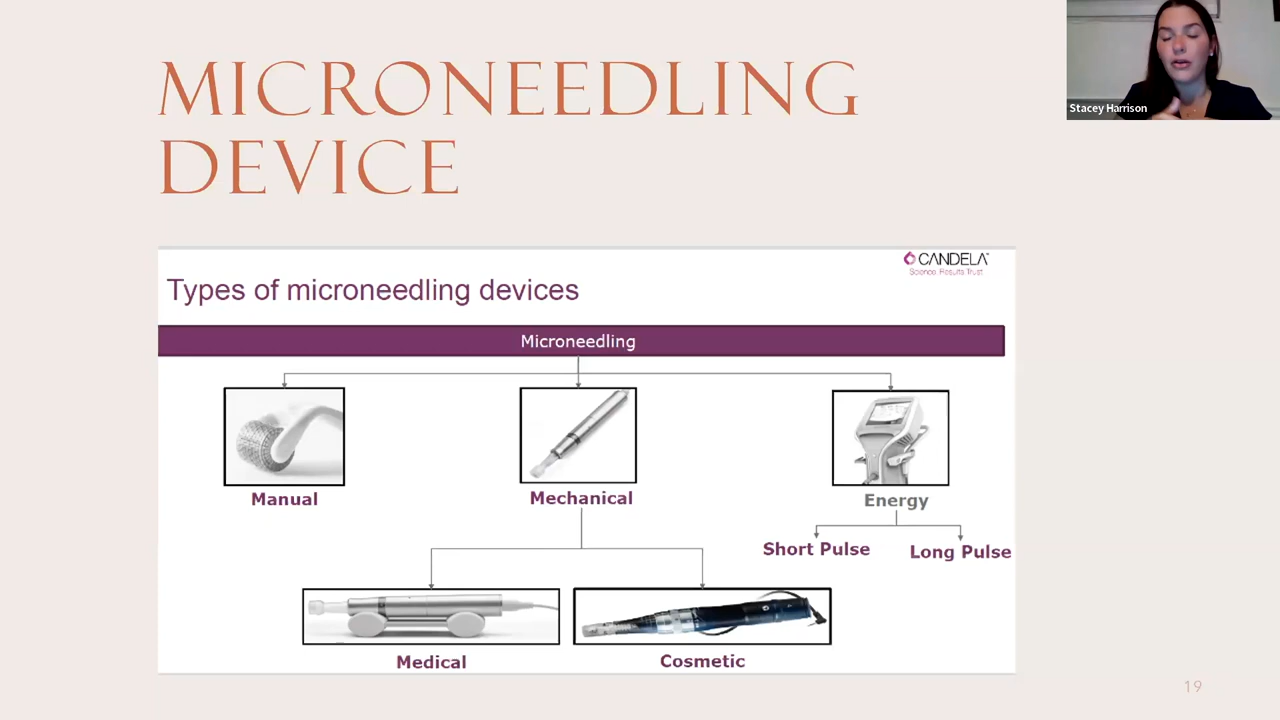 MICRONEEDLING
DEVICE
Stacey Harrison
CANDELA
Science. Results. Trust.
Types of microneedling devices
Microneedling
Manual
Mechanical
Energy
Short Pulse
Long Pulse
Medical
Cosmetic
19